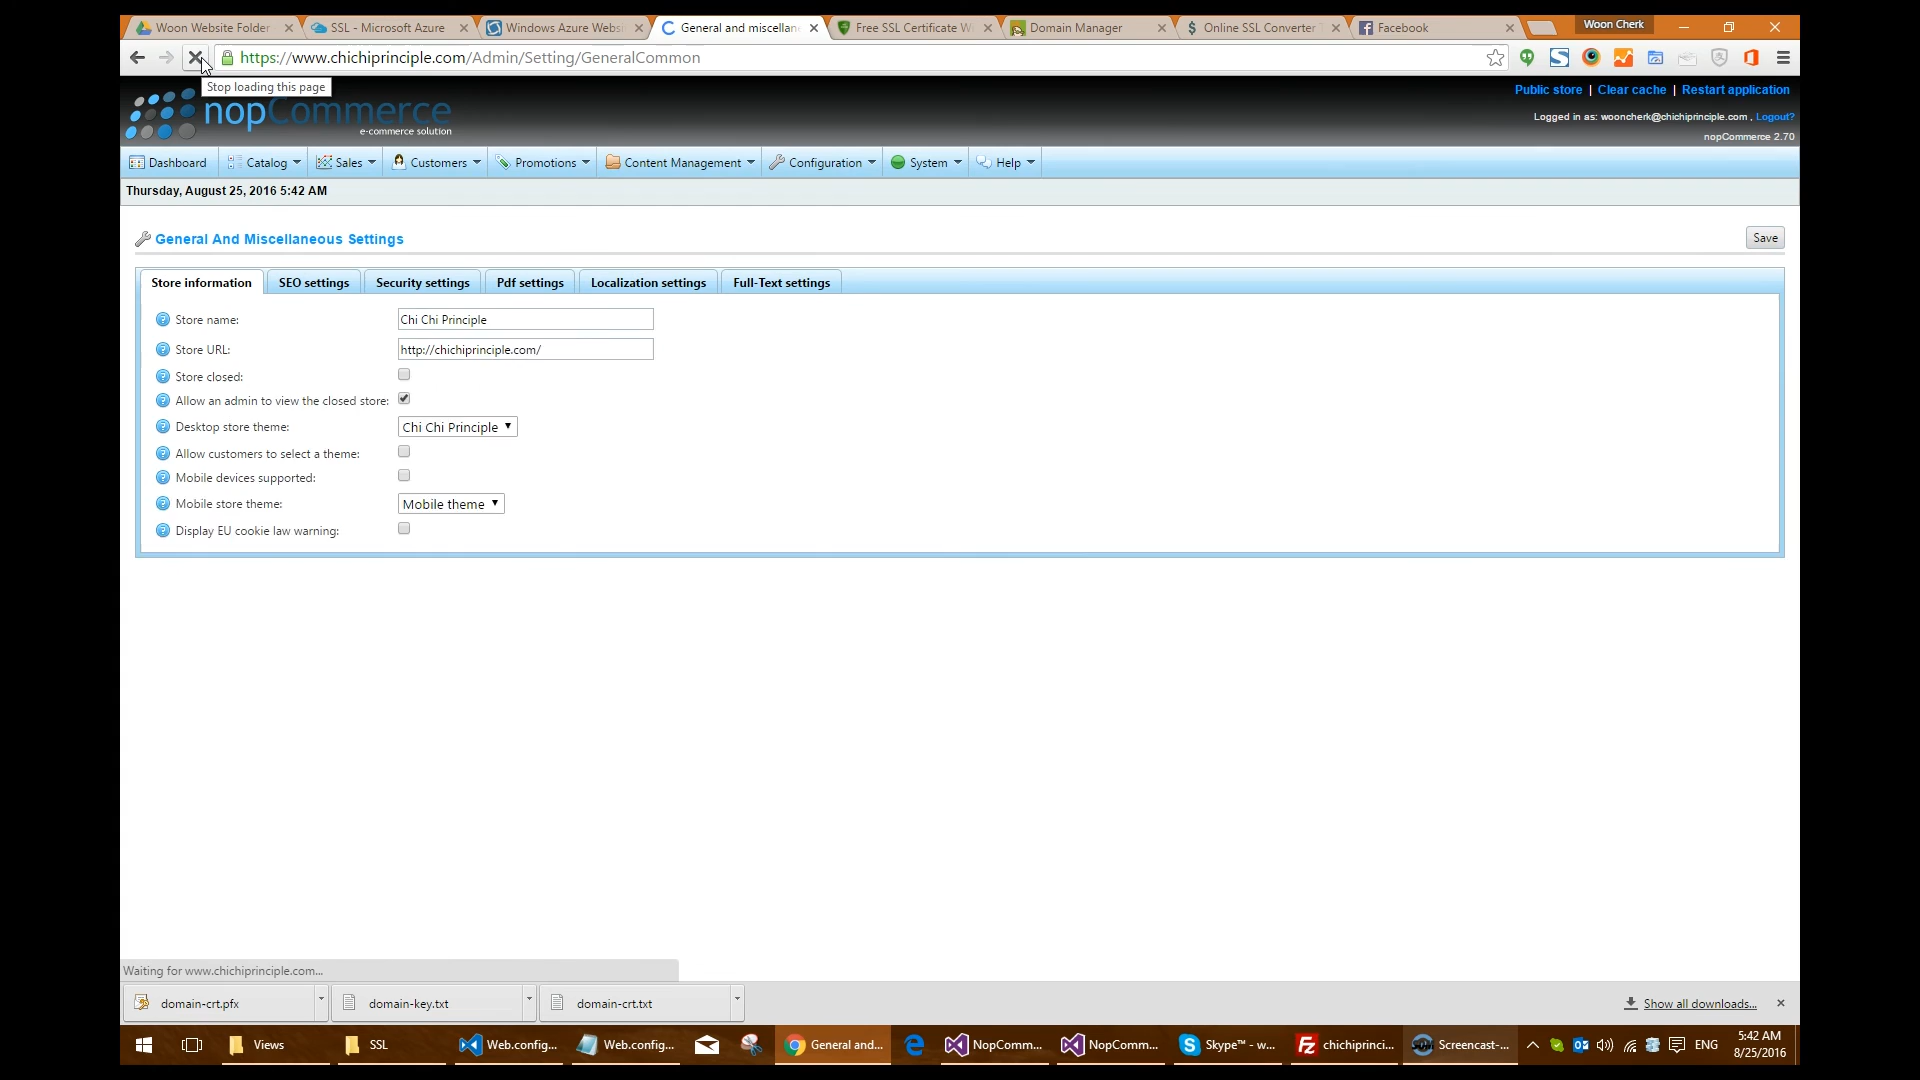 Woon Website Folder
SSL - Microsoft Azure
Windows Azure Webs
General and miscellan
Free SSL Certificate W
Domain Manager
Online SSL Converter
Facebook
Woon Cherk
https://www.chichiprinciple.com/Admin/Setting/GeneralCommon
Stop loading this page
nopCommerce
e-commerce solution
Public store | Clear cache | Restart application
Logged in as: wooncherk@chichiprinciple.com , Logout?
nopCommerce 2.70
Dashboard
Catalog
Sales
Customers
Promotions
Content Management
Configuration
System
Help
Thursday, August 25, 2016 5:42 AM
General And Miscellaneous Settings
Save
Store information
SEO settings
Security settings
Pdf settings
Localization settings
Full-Text settings
Store name:
Chi Chi Principle
Store URL:
http://chichiprinciple.com/
Store closed:
Allow an admin to view the closed store:
Desktop store theme:
Chi Chi Principle
Allow customers to select a theme:
Mobile devices supported:
Mobile store theme:
Mobile theme
Display EU cookie law warning:
Waiting for www.chichiprinciple.com...
domain-crt.pfx
domain-key.txt
domain-crt.txt
Show all downloads...
Views
SSL
Web.config...
Web.config...
General and...
NopComm...
NopComm...
Skype™ - w...
chichiprinci...
Screencast-...
ENG
5:42 AM
8/25/2016